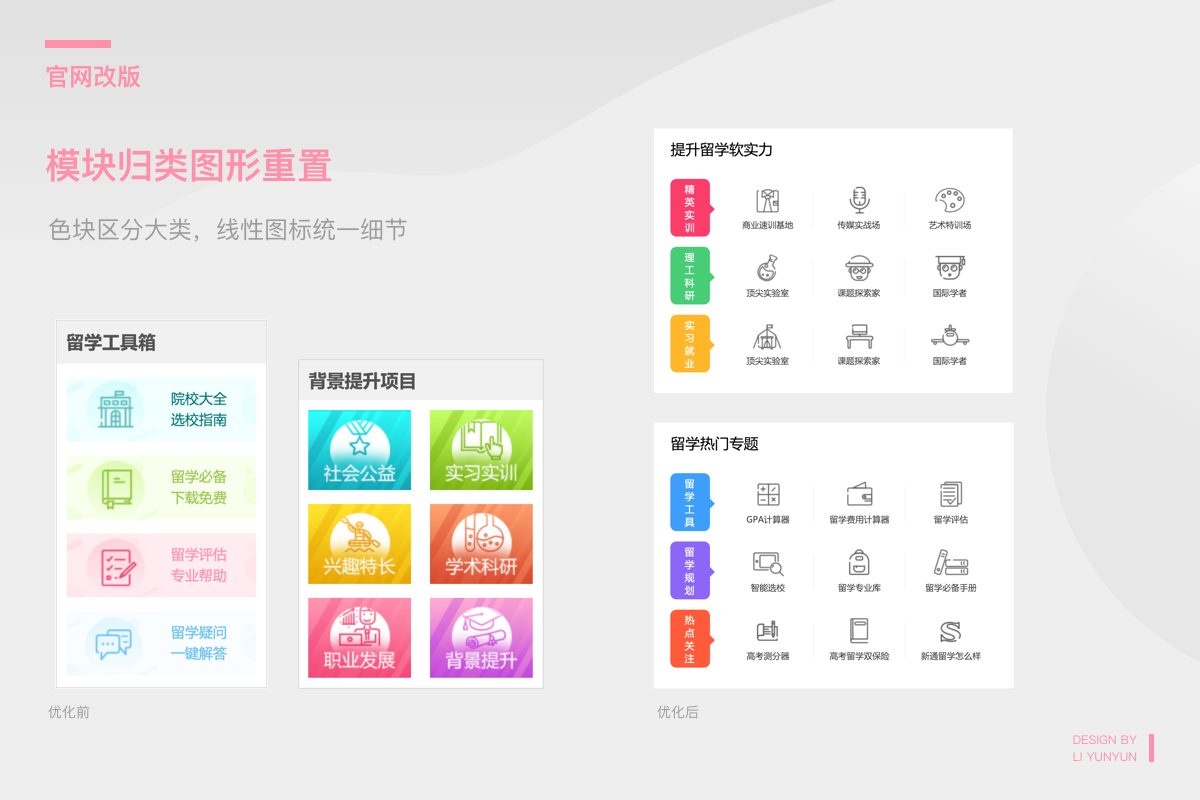 官网改版
模块归类图形重置
色块区分大类，线性图标统一细节
留学工具箱
院校大全
选校指南
留学必备
下载免费
留学评估
专业帮助
留学疑问
一键解答
背景提升项目
社会公益
实习实训
兴趣特长
学术科研
职业发展
背景提升
优化前
提升留学软实力
精英实训
商业速训基地
传媒实战场
艺术特训场
理工科研
顶尖实验室
课题探索家
国际学者
实习就业
顶尖实验室
课题探索家
国际学者
留学热门专题
留学工具
GPA计算器
留学费用计算器
留学评估
留学规划
智能选校
留学专业库
留学必备手册
热点关注
高考测分器
高考留学双保险
新通留学怎么样
优化后
DESIGN BY
LI YUNYUN